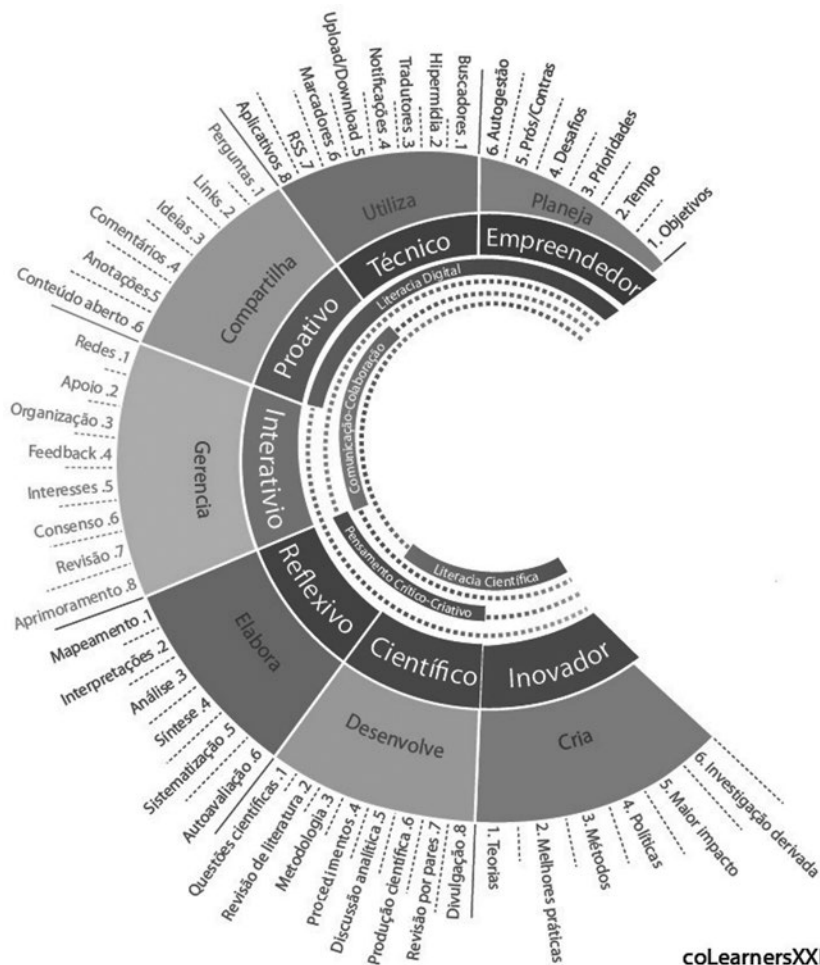 Empreendedor
Planeja
1. Objetivos
2. Tempo
3. Prioridades
4. Desafios
5. Prós/Contras
6. Autogestão
Técnico
Utiliza
Buscadores .1
Hipermídia .2
Tradutores .3
Notificações .4
Upload/Download .5
Marcadores .6
RSS .7
Aplicativos .8
Proativo
Compartilha
Perguntas .1
Links .2
Ideias .3
Comentários .4
Anotações.5
Conteúdo aberto .6
Interativio
Gerencia
Redes .1
Apoio .2
Organização .3
Feedback .4
Interesses .5
Consenso .6
Revisão .7
Aprimoramento .8
Reflexivo
Elabora
Mapeamento .1
Interpretações .2
Análise .3
Síntese .4
Sistematização .5
Autoavaliação .6
Científico
Desenvolve
Questões científicas .1
Revisão de literatura .2
Metodologia .3
Procedimentos .4
Discussão analítica .5
Produção científica .6
Revisão por pares .7
Divulgação .8
Inovador
Cria
1. Teorias
2. Melhores práticas
3. Métodos
4. Políticas
5. Maior impacto
6. Investigação derivada
Literacia Digital
Comunicação-Colaboração
Pensamento Crítico-Criativo
Literacia Científica
coLearnersXXI